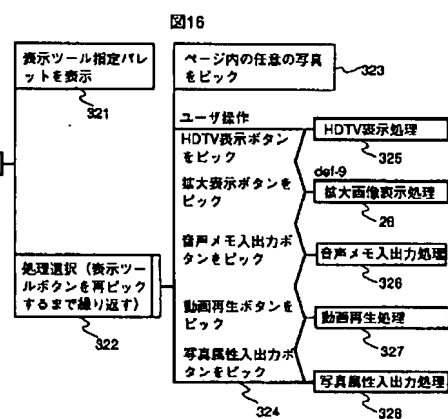 図16
表示ツール指定パレ
ットを表示
321
ページ内の任意の写真
をピック
323
ユーザ操作
HDTV表示ボタン
をピック
HDTV表示処理
325
拡大表示ボタンを
ピック
def-9
拡大画像表示処理
28
音声メモ入出力ボ
タンをピック
音声メモ入出力処理
326
処理選択(表示ツー
ルボタンを再ピック
するまで繰り返す)
322
動画再生ボタンを
ピック
動画再生処理
327
写真属性入出力ボ
タンをピック
324
写真属性入出力処理
328